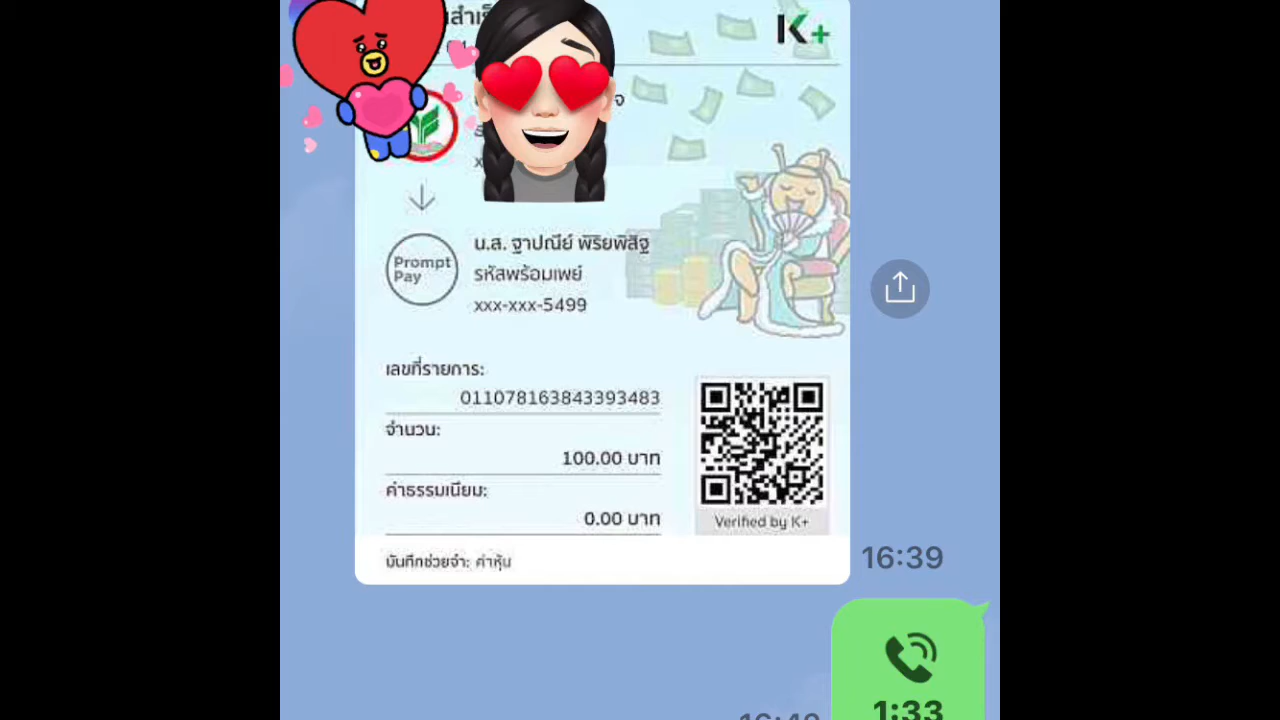 K+
Prompt
Pay
น.ส. ฐาปณีย์ พิริยพิสิฐ
รหัสพร้อมเพย์
xxx-xxx-5499
เลขที่รายการ:
011078163843393483
จำนวน:
100.00 บาท
ค่าธรรมเนียม:
0.00 บาท
Verified by K+
บันทึกช่วยจำ: ค่าหุ้น
16:39
1:33